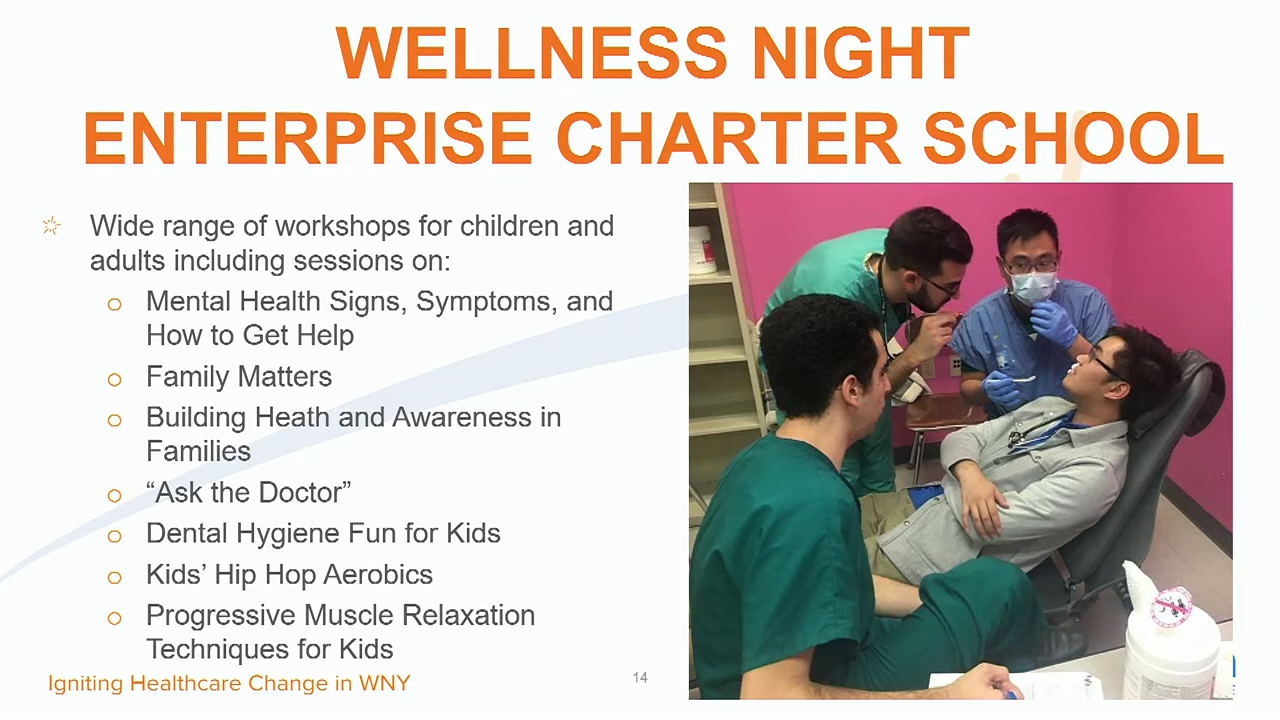 WELLNESS NIGHT
ENTERPRISE CHARTER SCHOOL
Wide range of workshops for children and
adults including sessions on:
o Mental Health Signs, Symptoms, and
How to Get Help
o Family Matters
o Building Heath and Awareness in
Families
o “Ask the Doctor”
o Dental Hygiene Fun for Kids
o Kids’ Hip Hop Aerobics
o Progressive Muscle Relaxation
Techniques for Kids
Igniting Healthcare Change in WNY
14